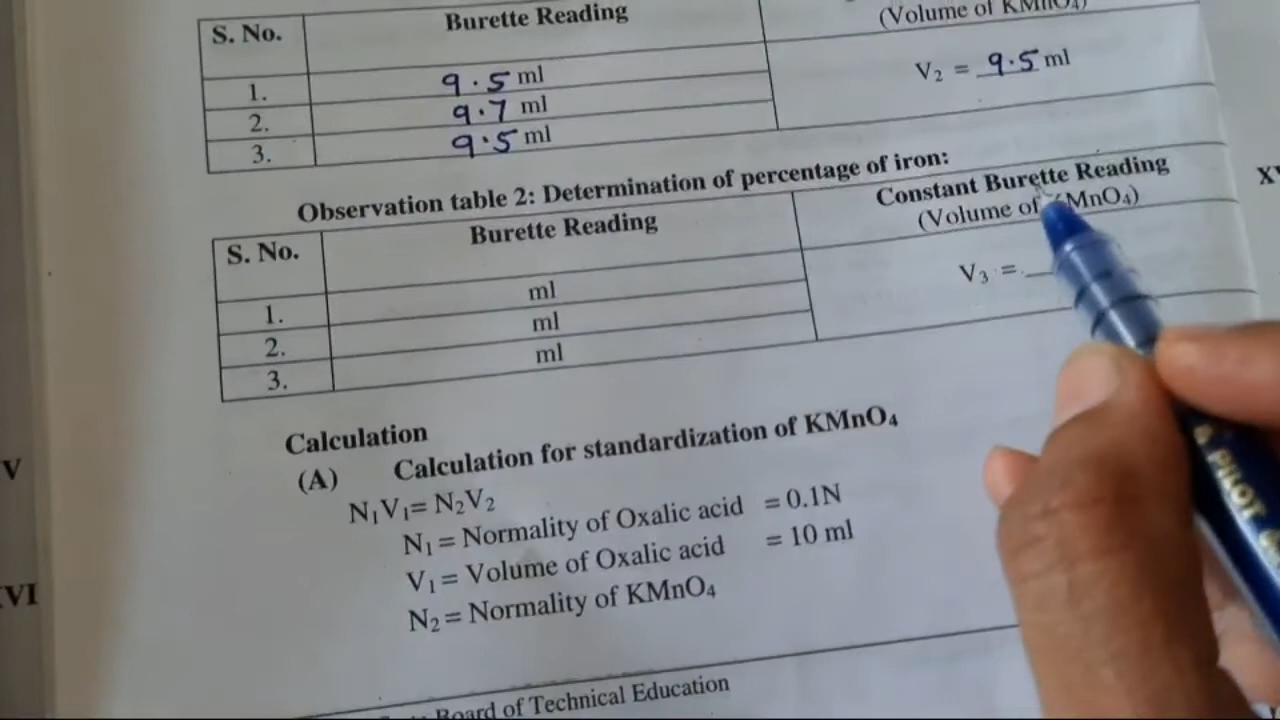 Burette Reading
(Volume of KMnO₄)
S. No.
1. 9.5 ml
2. 9.7 ml
3. 9.5 ml
V₂ = 9.5 ml
Observation table 2: Determination of percentage of iron:
S. No. Burette Reading Constant Burette Reading
(Volume of KMnO₄)
1. ml
2. ml
3. ml
V₃ =
Calculation
(A) Calculation for standardization of KMnO₄
N₁V₁= N₂V₂
N₁ = Normality of Oxalic acid = 0.1N
V₁ = Volume of Oxalic acid = 10 ml
N₂ = Normality of KMnO₄
Board of Technical Education
V
VI
XV
PILOT